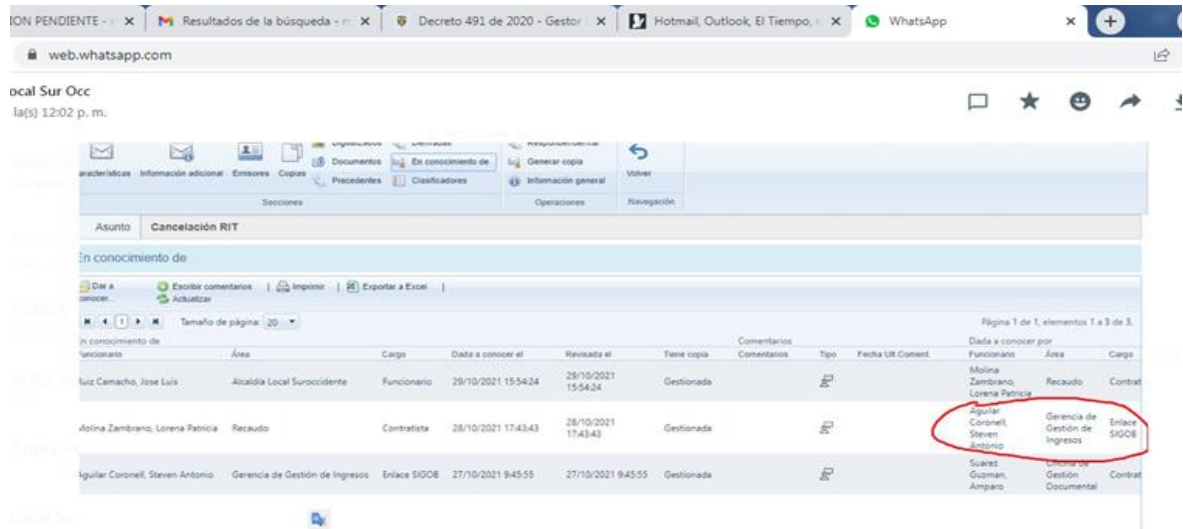 ION PENDIENTE - Resultados de la búsqueda - Decreto 491 de 2020 - Gestor Hotmail, Outlook, El Tiempo, WhatsApp
web.whatsapp.com
ocal Sur Occ
la(s) 12:02 p. m.
Documentos En conocimiento de Generar copia
aracterísticas Información adicional Emisores Copias Precedentes Clasificadores Información general Volver
Secciones Operaciones Navegación
Asunto Cancelación RIT
En conocimiento de
Dar a conocer... Escribir comentarios | Imprimir | Exportar a Excel |
Actualizar
1 Tamaño de página: 20 Página 1 de 1, elementos 1 a 3 de 3.
n conocimiento de Comentarios Dada a conocer por
uncionario Área Cargo Dada a conocer el Revisada el Tiene copia Comentarios Tipo Fecha Ult Coment. Funcionario Área Cargo
Ruiz Camacho, Jose Luis Alcaldía Local Suroccidente Funcionario 29/10/2021 15:54:24 29/10/2021 15:54:24 Gestionada Molina Zambrano, Lorena Patricia Recaudo Contrat
Molina Zambrano, Lorena Patricia Recaudo Contratista 28/10/2021 17:43:43 28/10/2021 17:43:43 Gestionada Aguilar Coronell, Steven Antonio Gerencia de Gestión de Ingresos Enlace SIGOB
Aguilar Coronell, Steven Antonio Gerencia de Gestión de Ingresos Enlace SIGOB 27/10/2021 9:45:55 27/10/2021 9:45:55 Gestionada Suarez Guzman, Amparo Oficina de Gestión Documental Contrat